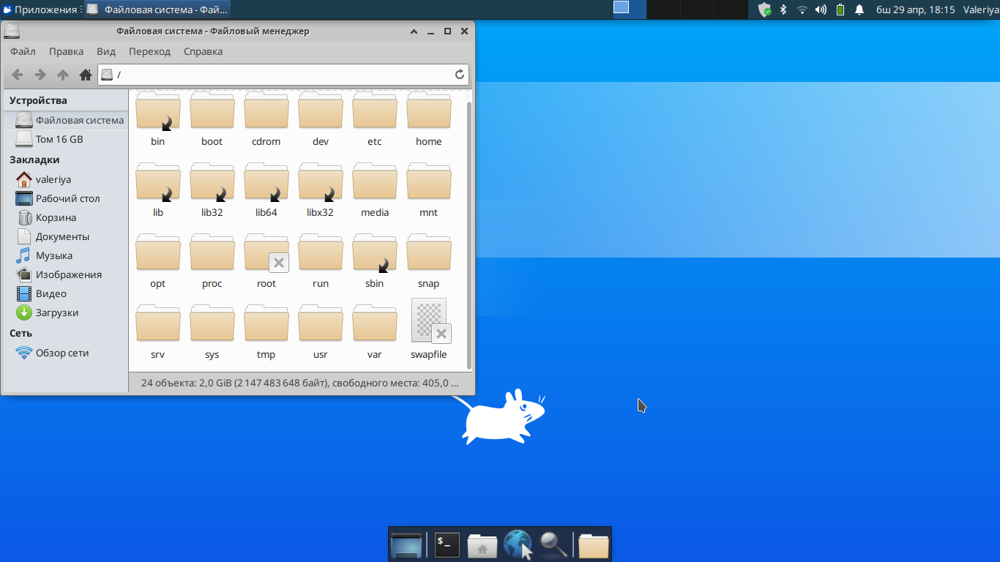 Приложения
Файловая система - Фай...
бш 29 апр, 18:15
Valeriya
Файловая система - Файловый менеджер
Файл Правка Вид Переход Справка
/
Устройства
Файловая система
Том 16 GB
Закладки
valeriya
Рабочий стол
Корзина
Документы
Музыка
Изображения
Видео
Загрузки
Сеть
Обзор сети
bin boot cdrom dev etc home
lib lib32 lib64 libx32 media mnt
opt proc root run sbin snap
srv sys tmp usr var swapfile
24 объекта: 2,0 GiB (2 147 483 648 байт), свободного места: 405,0 ...
$_